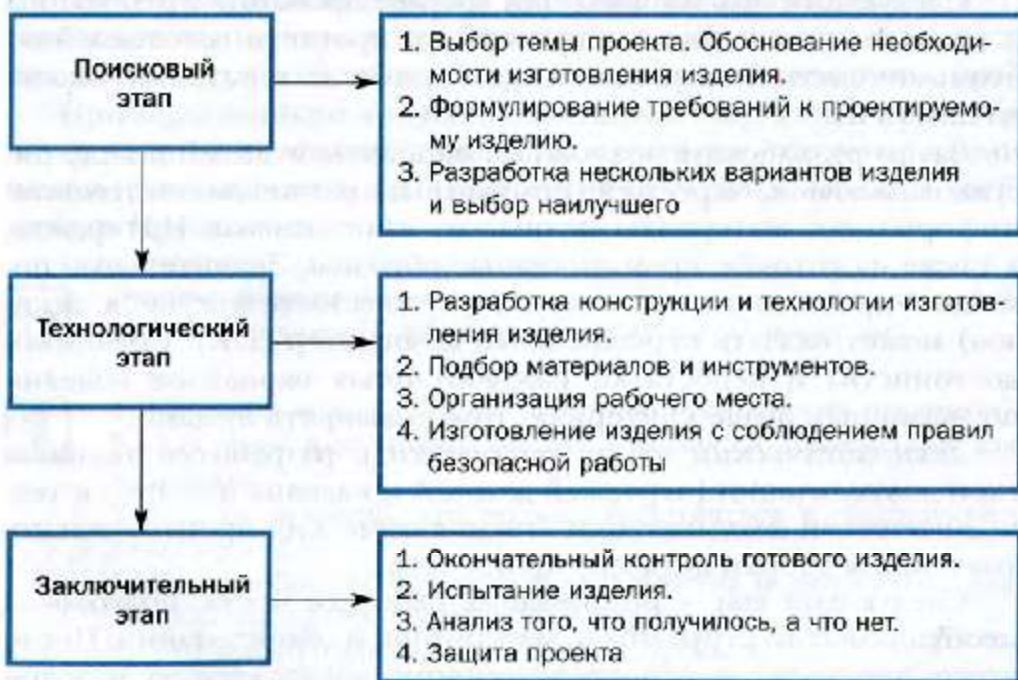 Поисковый
этап
1. Выбор темы проекта. Обоснование необходи-
мости изготовления изделия.
2. Формулирование требований к проектируемо-
му изделию.
3. Разработка нескольких вариантов изделия
и выбор наилучшего
Технологический
этап
1. Разработка конструкции и технологии изготов-
ления изделия.
2. Подбор материалов и инструментов.
3. Организация рабочего места.
4. Изготовление изделия с соблюдением правил
безопасной работы
Заключительный
этап
1. Окончательный контроль готового изделия.
2. Испытание изделия.
3. Анализ того, что получилось, а что нет.
4. Защита проекта